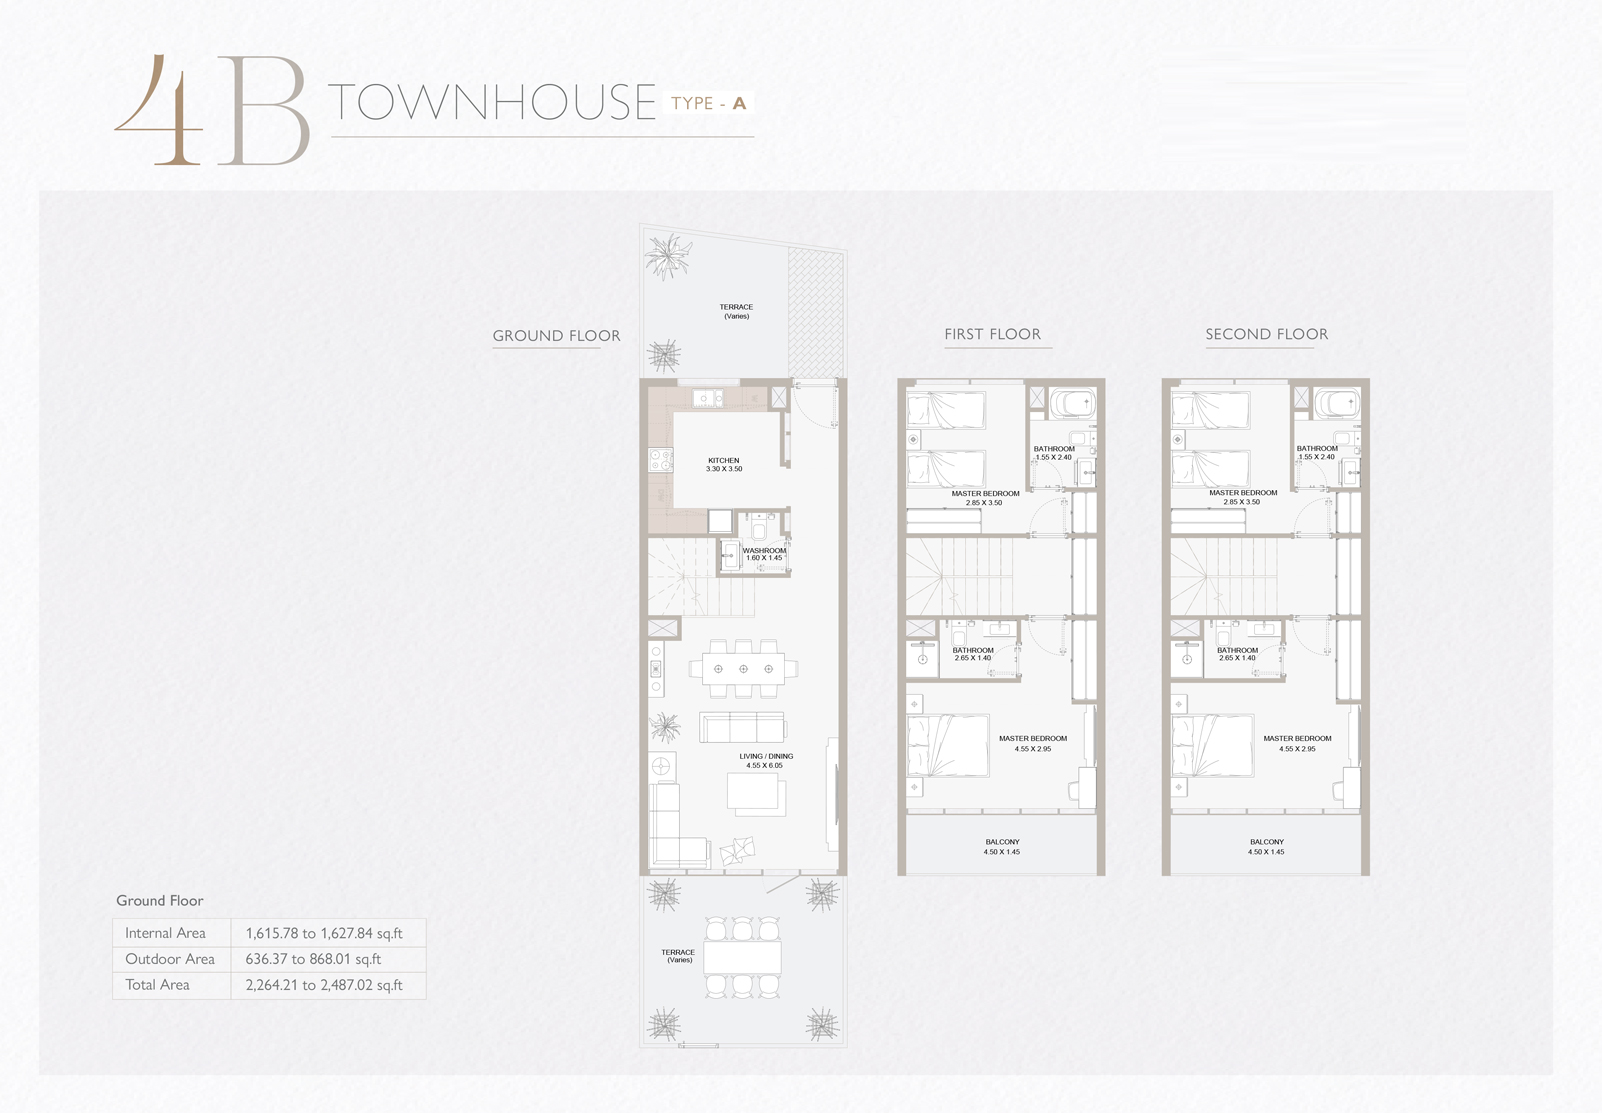 4B TOWNHOUSE TYPE - A
GROUND FLOOR
TERRACE
(Varies)
KITCHEN
3.30 X 3.50
WASHROOM
1.60 X 1.45
LIVING / DINING
4.55 X 6.05
TERRACE
(Varies)
FIRST FLOOR
BATHROOM
1.55 X 2.40
MASTER BEDROOM
2.85 X 3.50
BATHROOM
2.65 X 1.40
MASTER BEDROOM
4.55 X 2.95
BALCONY
4.50 X 1.45
SECOND FLOOR
BATHROOM
1.55 X 2.40
MASTER BEDROOM
2.85 X 3.50
BATHROOM
2.65 X 1.40
MASTER BEDROOM
4.55 X 2.95
BALCONY
4.50 X 1.45
Ground Floor
Internal Area 1,615.78 to 1,627.84 sq.ft
Outdoor Area 636.37 to 868.01 sq.ft
Total Area 2,264.21 to 2,487.02 sq.ft